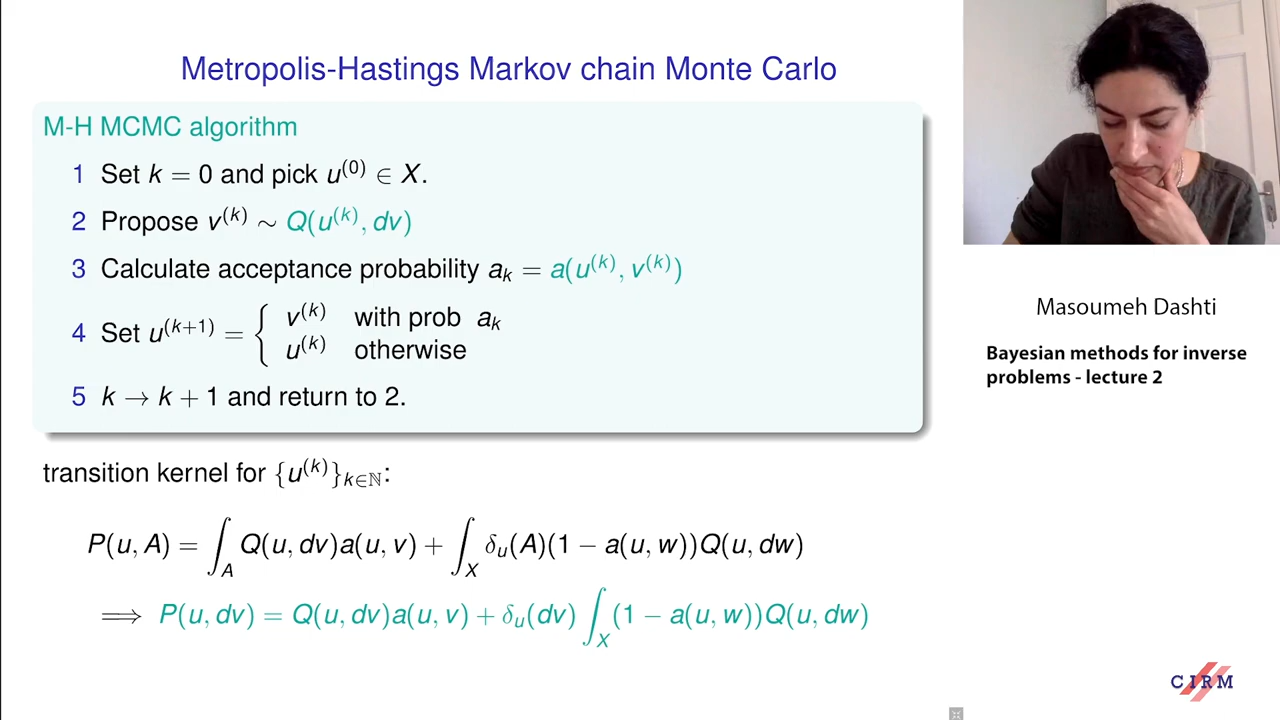 Metropolis-Hastings Markov chain Monte Carlo
M-H MCMC algorithm
1 Set k = 0 and pick u^(0) ∈ X.
2 Propose v^(k) ∼ Q(u^(k), dv)
3 Calculate acceptance probability a_k = a(u^(k), v^(k))
4 Set u^(k+1) = { v^(k) with prob a_k
u^(k) otherwise
5 k → k + 1 and return to 2.
transition kernel for {u^(k)}_{k∈ℕ}:
P(u, A) = ∫_A Q(u, dv)a(u, v) + ∫_X δ_u(A)(1 − a(u, w))Q(u, dw)
⟹ P(u, dv) = Q(u, dv)a(u, v) + δ_u(dv) ∫_X (1 − a(u, w))Q(u, dw)
Masoumeh Dashti
Bayesian methods for inverse
problems - lecture 2
CIRM